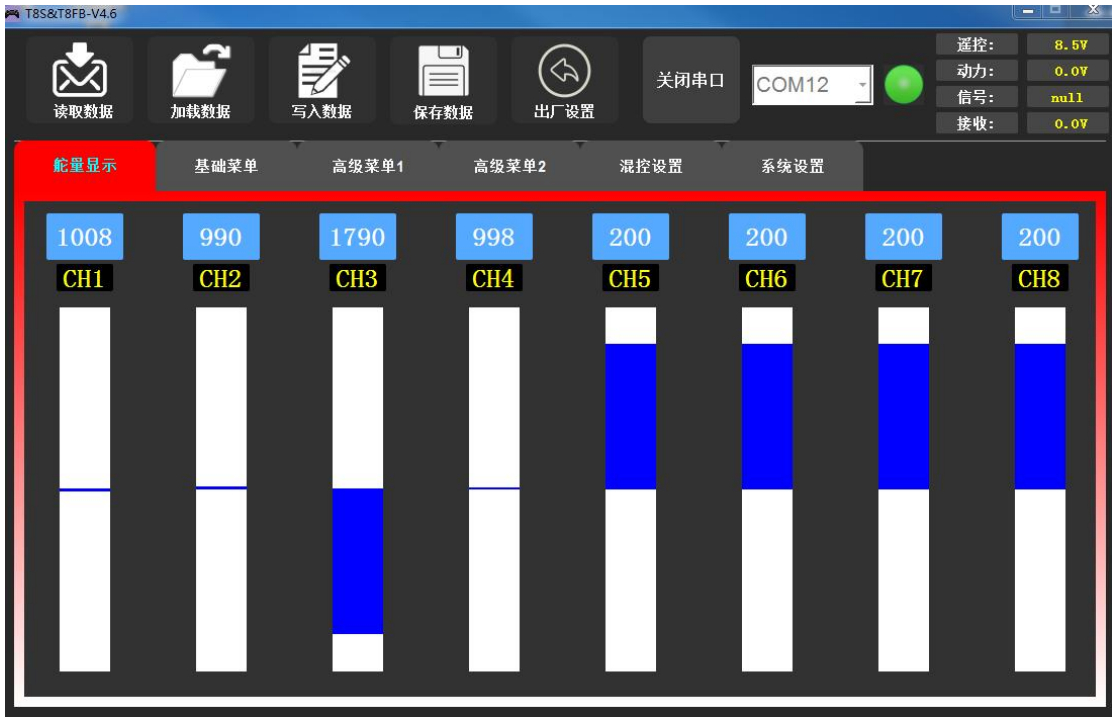 T8S&T8FB-V4.6
读取数据 加载数据 写入数据 保存数据 出厂设置 关闭串口 COM12
遥控: 8.5V
动力: 0.0V
信号: null
接收: 0.0V
舵量显示 基础菜单 高级菜单1 高级菜单2 混控设置 系统设置
1008 990 1790 998 200 200 200 200
CH1 CH2 CH3 CH4 CH5 CH6 CH7 CH8